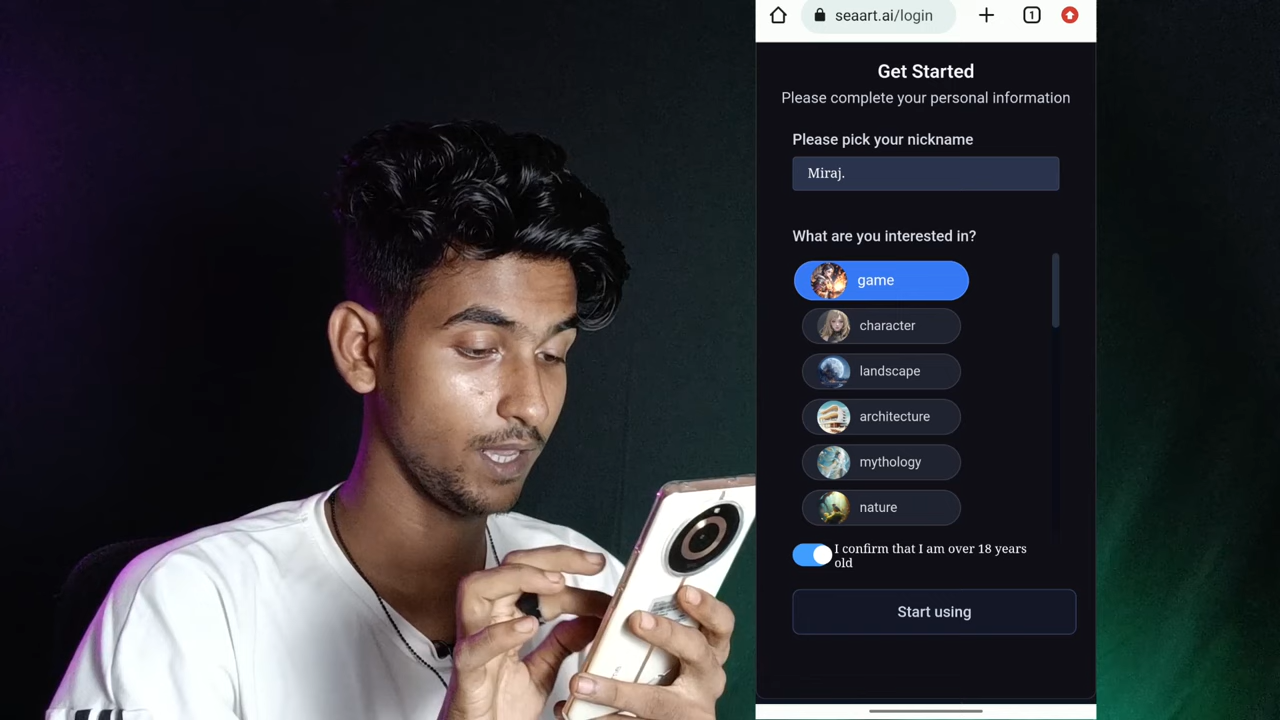 seaart.ai/login
1
Get Started
Please complete your personal information
Please pick your nickname
Miraj.
What are you interested in?
game
character
landscape
architecture
mythology
nature
I confirm that I am over 18 years
old
Start using